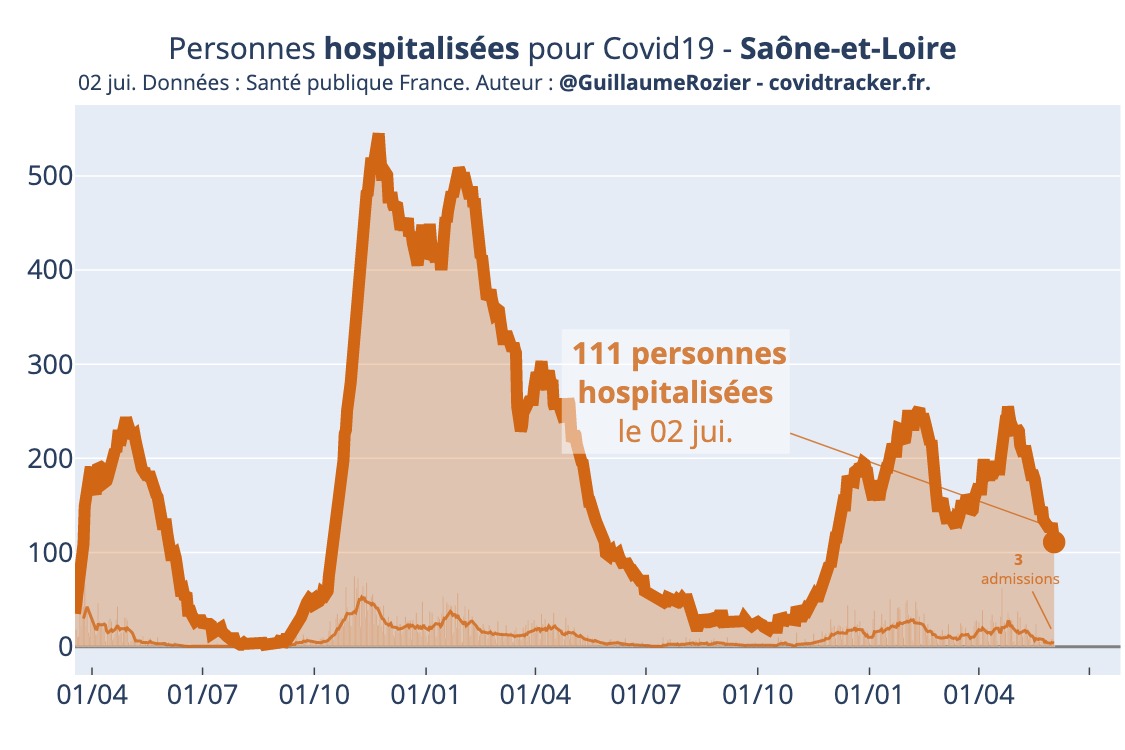 Personnes hospitalisées pour Covid19 - Saône-et-Loire
02 jui. Données : Santé publique France. Auteur : @GuillaumeRozier - covidtracker.fr.
500
400
300
200
100
0
111 personnes
hospitalisées
le 02 jui.
3
admissions
01/04 01/07 01/10 01/01 01/04 01/07 01/10 01/01 01/04